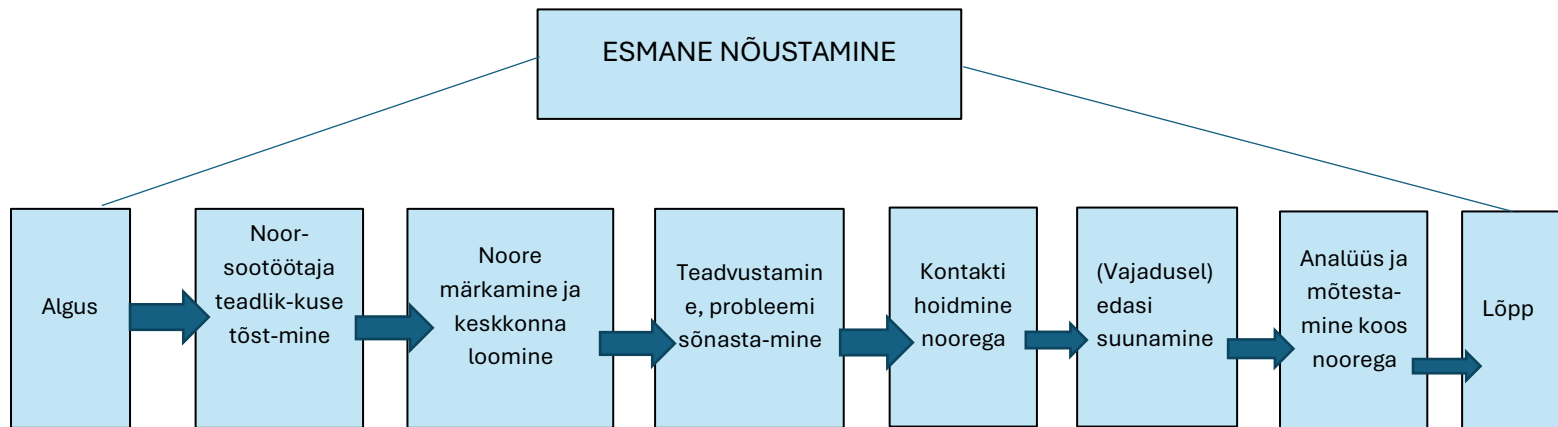 ESMANE NÕUSTAMINE
Algus
Noor-
sootöötaja
teadlik-kuse
tõst-mine
Noore
märkamine ja
keskkonna
loomine
Teadvustamin
e, probleemi
sõnasta-mine
Kontakti
hoidmine
noorega
(Vajadusel)
edasi
suunamine
Analüüs ja
mõtesta-
mine koos
noorega
Lõpp